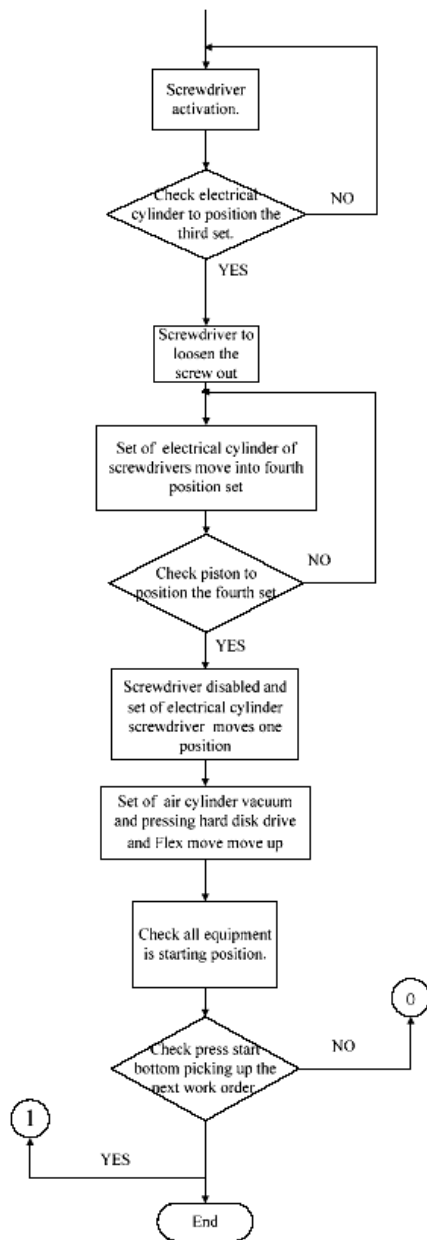 Screwdriver
activation.
Check electrical
cylinder to position the
third set.
NO
YES
Screwdriver to
loosen the
screw out
Set of electrical cylinder of
screwdrivers move into fourth
position set
Check piston to
position the fourth set
NO
YES
Screwdriver disabled and
set of electrical cylinder
screwdriver moves one
position
Set of air cylinder vacuum
and pressing hard disk drive
and Flex move move up
Check all equipment
is starting position.
0
Check press start
bottom picking up the
next work order
NO
1
YES
End